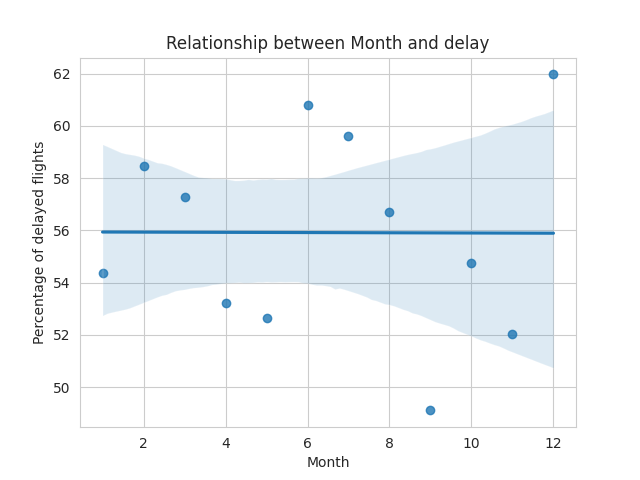 Relationship between Month and delay
Percentage of delayed flights
62
60
58
56
54
52
50
2 4 6 8 10 12
Month